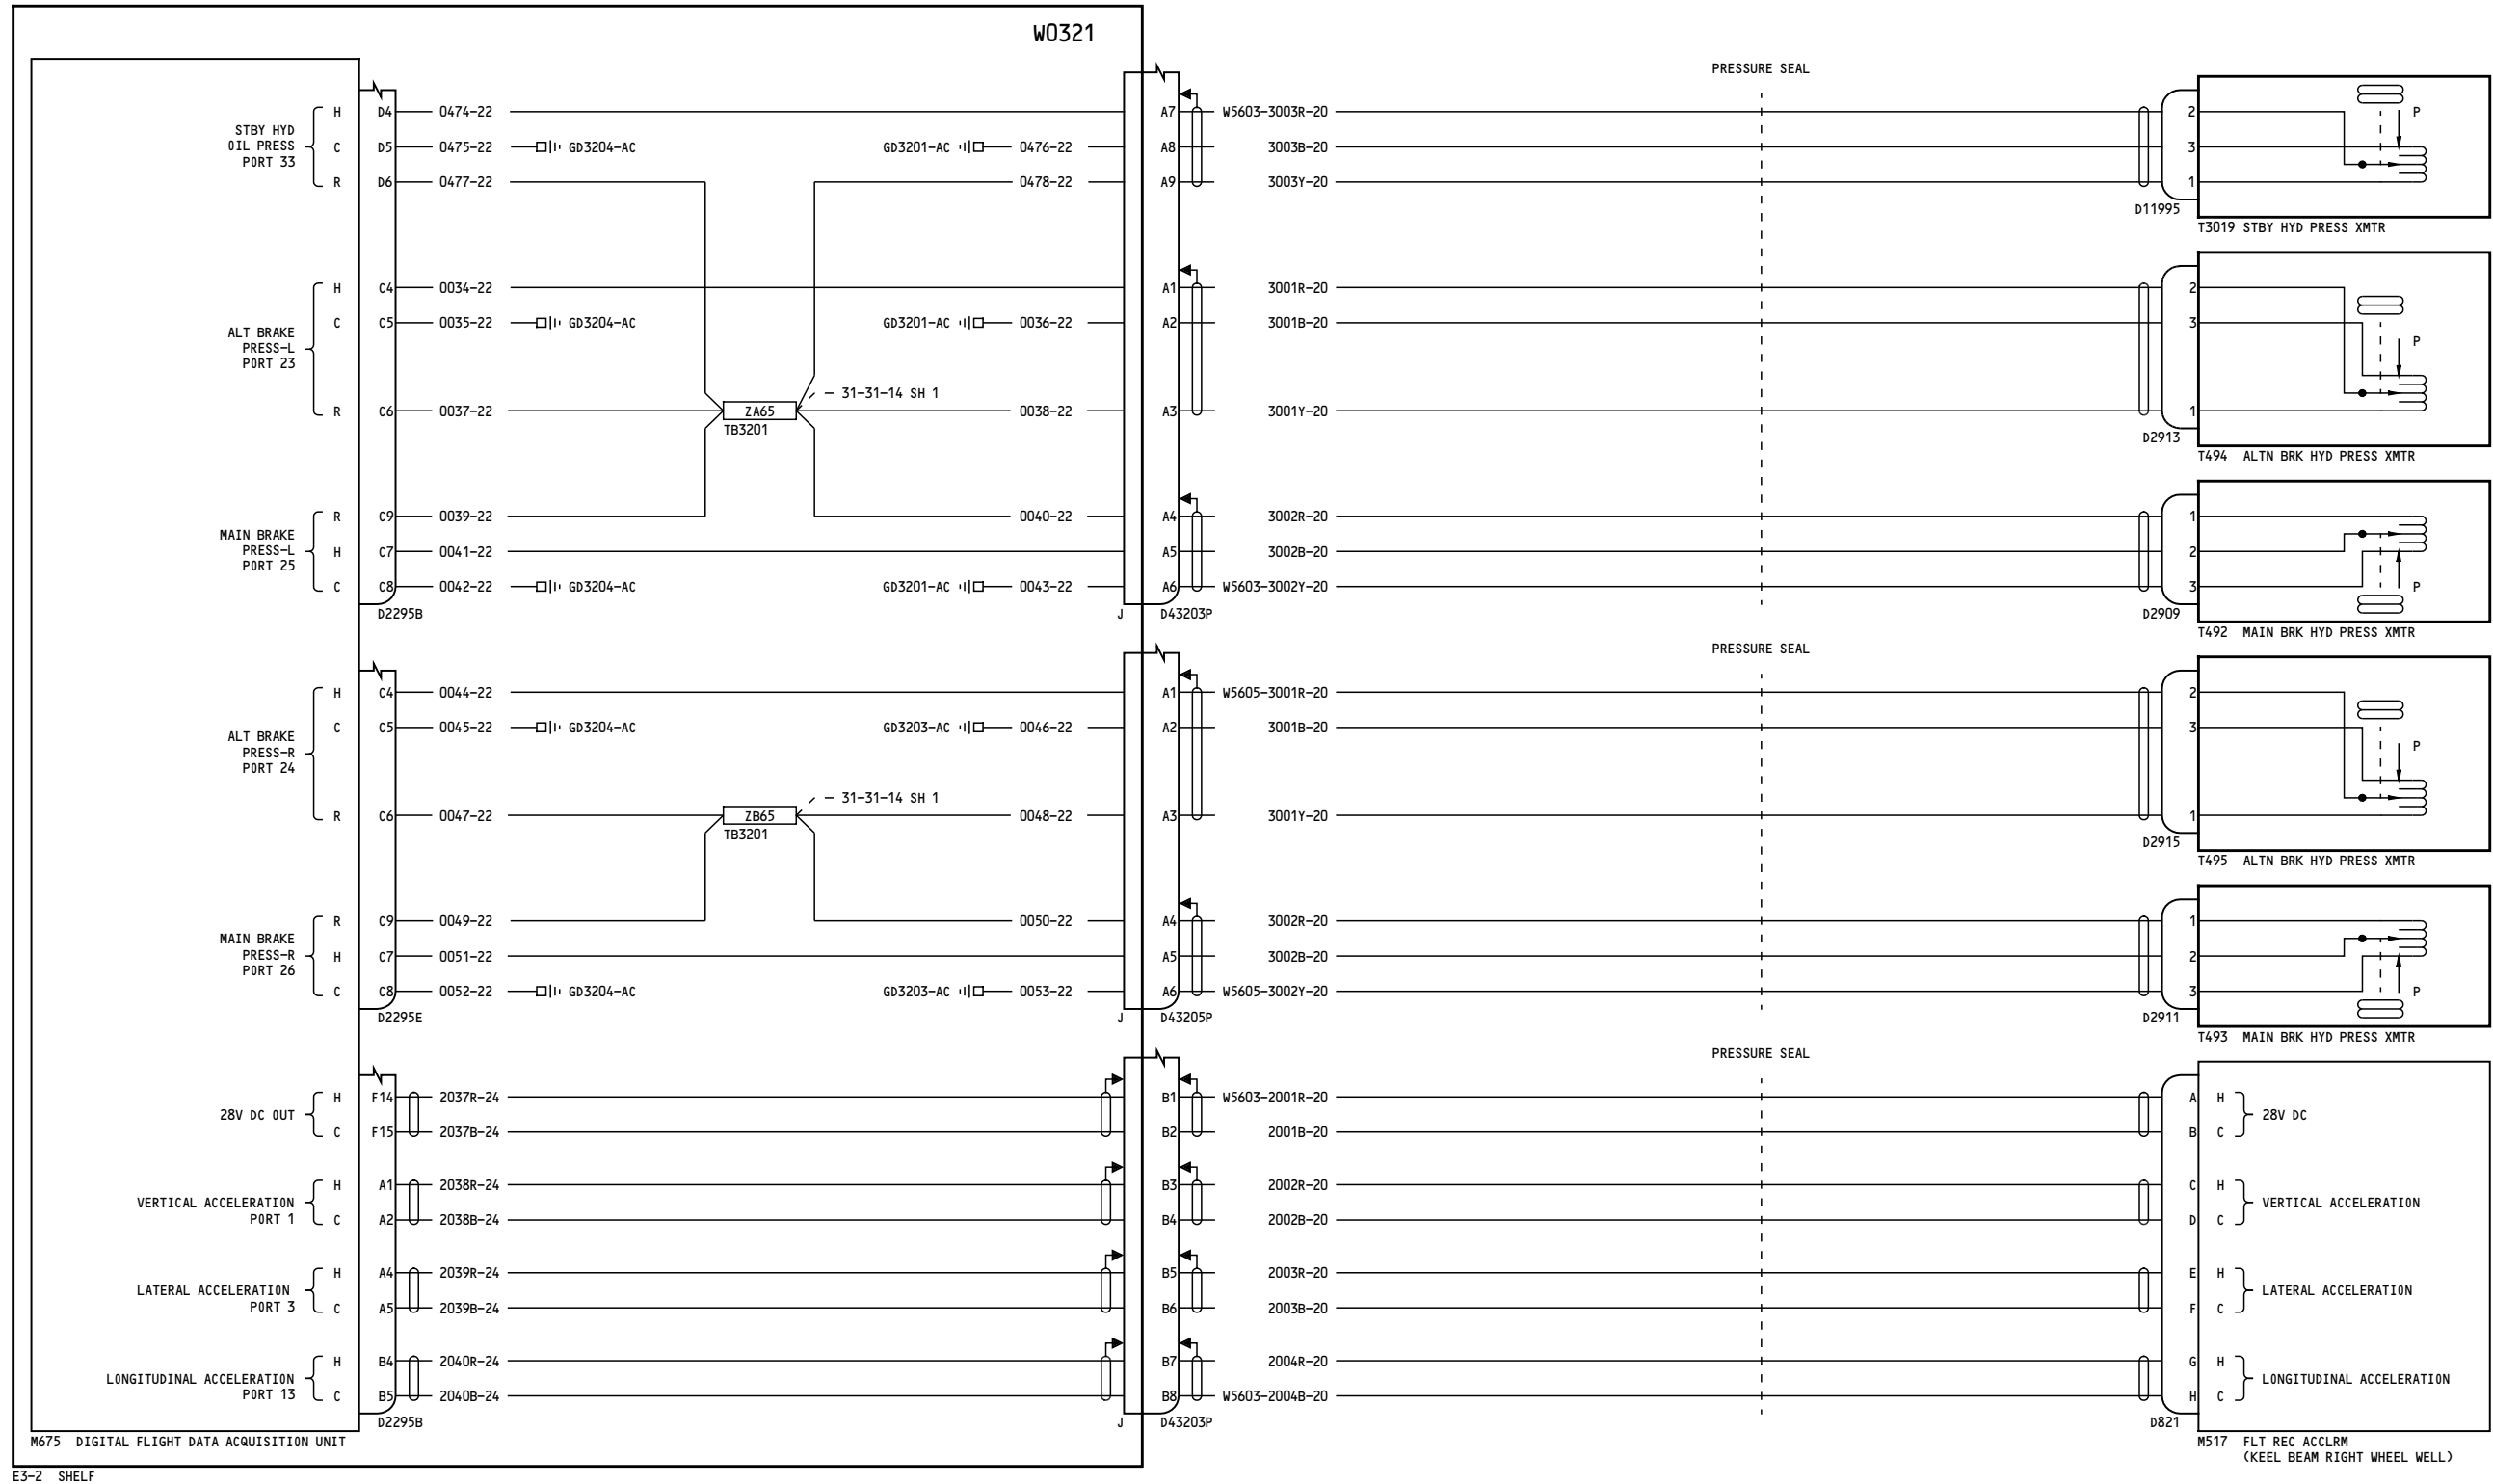 W0321
PRESSURE SEAL
STBY HYD
OIL PRESS
PORT 33
H D4 0474-22 A7 W5603-3003R-20 2 P
C D5 0475-22 GD3204-AC GD3201-AC 0476-22 A8 3003B-20 3
R D6 0477-22 0478-22 A9 3003Y-20 1
D11995
T3019 STBY HYD PRESS XMTR
ALT BRAKE
PRESS-L
PORT 23
H C4 0034-22 A1 3001R-20 2
C C5 0035-22 GD3204-AC GD3201-AC 0036-22 A2 3001B-20 3
P
31-31-14 SH 1
R C6 0037-22 ZA65 0038-22 A3 3001Y-20 1
TB3201
D2913
T494 ALTN BRK HYD PRESS XMTR
MAIN BRAKE
PRESS-L
PORT 25
R C9 0039-22 0040-22 A4 3002R-20 1
H C7 0041-22 A5 3002B-20 2
C C8 0042-22 GD3204-AC GD3201-AC 0043-22 A6 W5603-3002Y-20 3 P
D2295B J D43203P D2909
T492 MAIN BRK HYD PRESS XMTR
PRESSURE SEAL
ALT BRAKE
PRESS-R
PORT 24
H C4 0044-22 A1 W5605-3001R-20 2
C C5 0045-22 GD3204-AC GD3203-AC 0046-22 A2 3001B-20 3
P
31-31-14 SH 1
R C6 0047-22 ZB65 0048-22 A3 3001Y-20 1
TB3201
D2915
T495 ALTN BRK HYD PRESS XMTR
MAIN BRAKE
PRESS-R
PORT 26
R C9 0049-22 0050-22 A4 3002R-20 1
H C7 0051-22 A5 3002B-20 2
C C8 0052-22 GD3204-AC GD3203-AC 0053-22 A6 W5605-3002Y-20 3 P
D2295E J D43205P D2911
T493 MAIN BRK HYD PRESS XMTR
PRESSURE SEAL
28V DC OUT
H F14 2037R-24 B1 W5603-2001R-20 A H
C F15 2037B-24 B2 2001B-20 B C
28V DC
VERTICAL ACCELERATION
PORT 1
H A1 2038R-24 B3 2002R-20 C H
C A2 2038B-24 B4 2002B-20 D C
VERTICAL ACCELERATION
LATERAL ACCELERATION
PORT 3
H A4 2039R-24 B5 2003R-20 E H
C A5 2039B-24 B6 2003B-20 F C
LATERAL ACCELERATION
LONGITUDINAL ACCELERATION
PORT 13
H B4 2040R-24 B7 2004R-20 G H
C B5 2040B-24 B8 W5603-2004B-20 H C
LONGITUDINAL ACCELERATION
D2295B J D43203P D821
M675 DIGITAL FLIGHT DATA ACQUISITION UNIT
M517 FLT REC ACCLRM
(KEEL BEAM RIGHT WHEEL WELL)
E3-2 SHELF